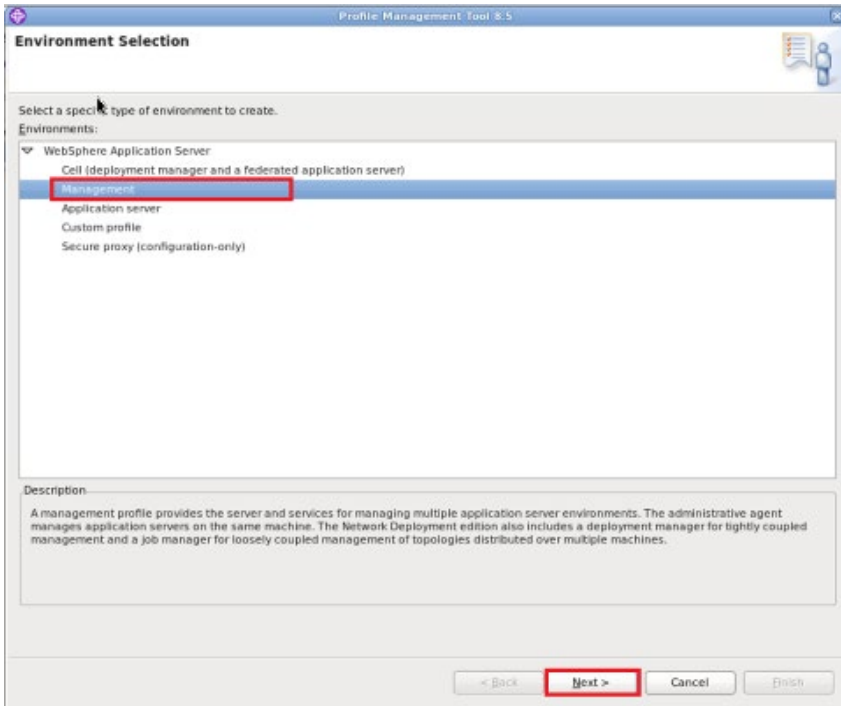 Profile Management Tool 8.5
Environment Selection
Select a specific type of environment to create.
Environments:
WebSphere Application Server
Cell (deployment manager and a federated application server)
Management
Application server
Custom profile
Secure proxy (configuration-only)
Description
A management profile provides the server and services for managing multiple application server environments. The administrative agent
manages application servers on the same machine. The Network Deployment edition also includes a deployment manager for tightly coupled
management and a job manager for loosely coupled management of topologies distributed over multiple machines.
< Back Next > Cancel Finish